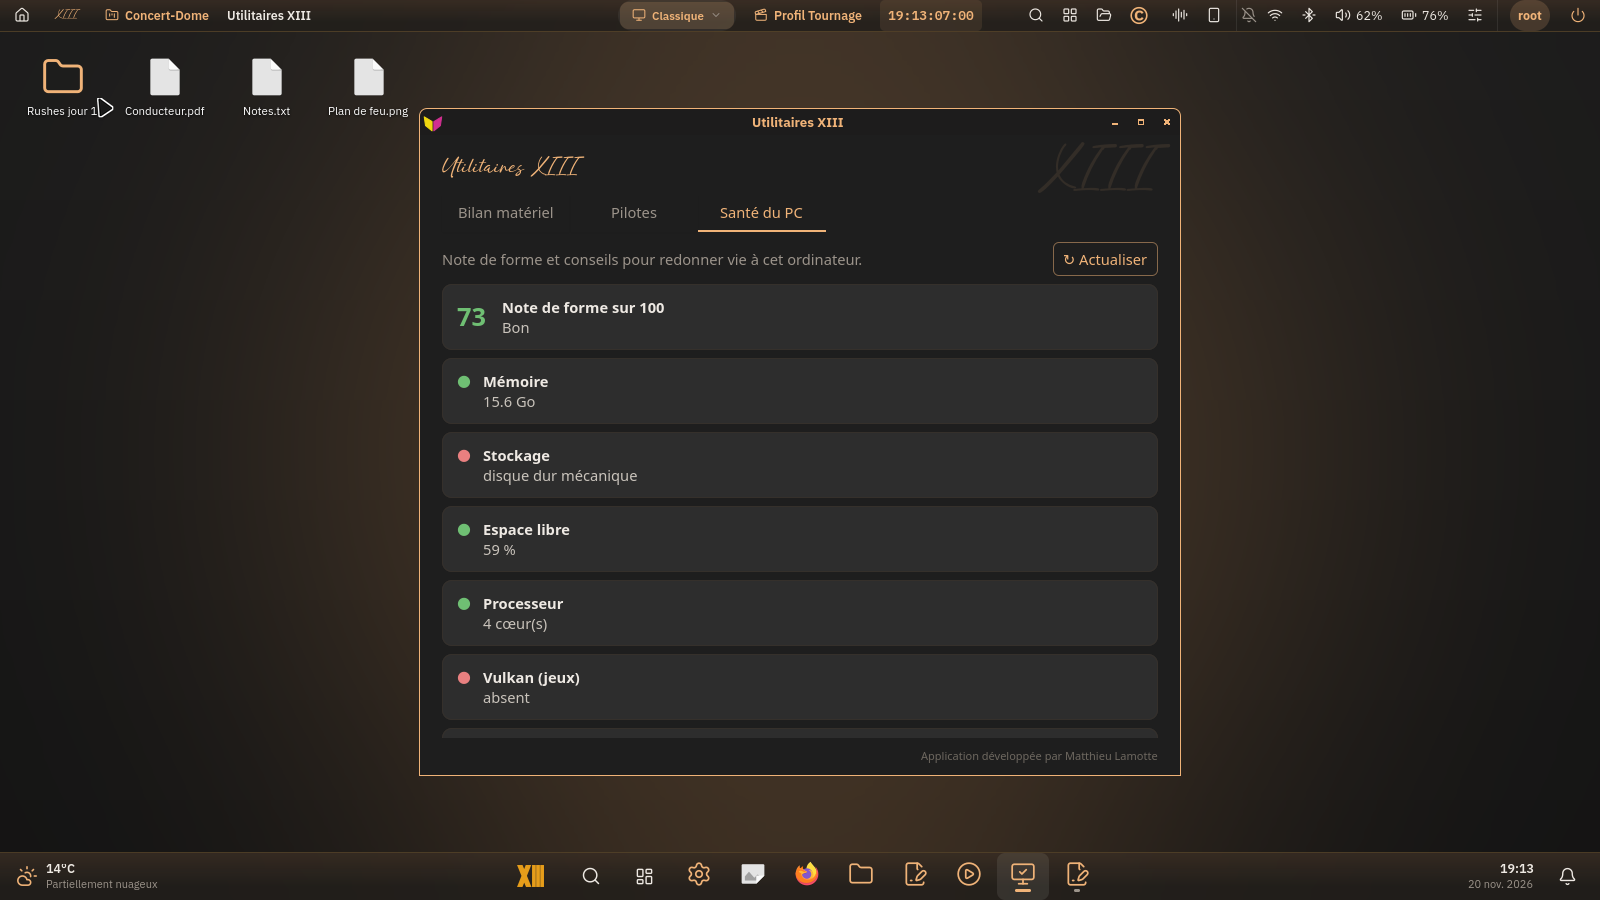 XIII
Concert-Dome
Utilitaires XIII
Classique
Profil Tournage
19:13:07:00
62%
76%
root
Rushes jour 1
Conducteur.pdf
Notes.txt
Plan de feu.png
Utilitaires XIII
Utilitaires XIII
XIII
Bilan matériel
Pilotes
Santé du PC
Note de forme et conseils pour redonner vie à cet ordinateur.
↻ Actualiser
73
Note de forme sur 100
Bon
Mémoire
15.6 Go
Stockage
disque dur mécanique
Espace libre
59 %
Processeur
4 cœur(s)
Vulkan (jeux)
absent
Application développée par Matthieu Lamotte
14°C
Partiellement nuageux
XIII
19:13
20 nov. 2026